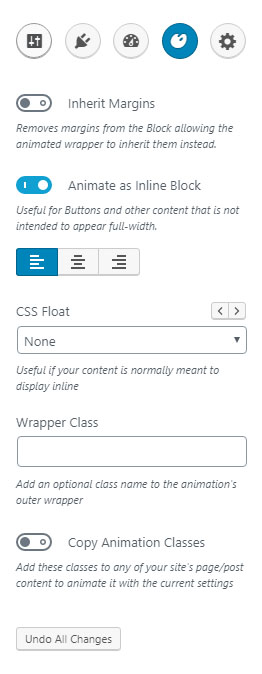 Inherit Margins
Removes margins from the Block allowing the
animated wrapper to inherit them instead.
Animate as Inline Block
Useful for Buttons and other content that is not
intended to appear full-width.
CSS Float
None
Useful if your content is normally meant to
display inline
Wrapper Class
Add an optional class name to the animation's
outer wrapper
Copy Animation Classes
Add these classes to any of your site's page/post
content to animate it with the current settings
Undo All Changes